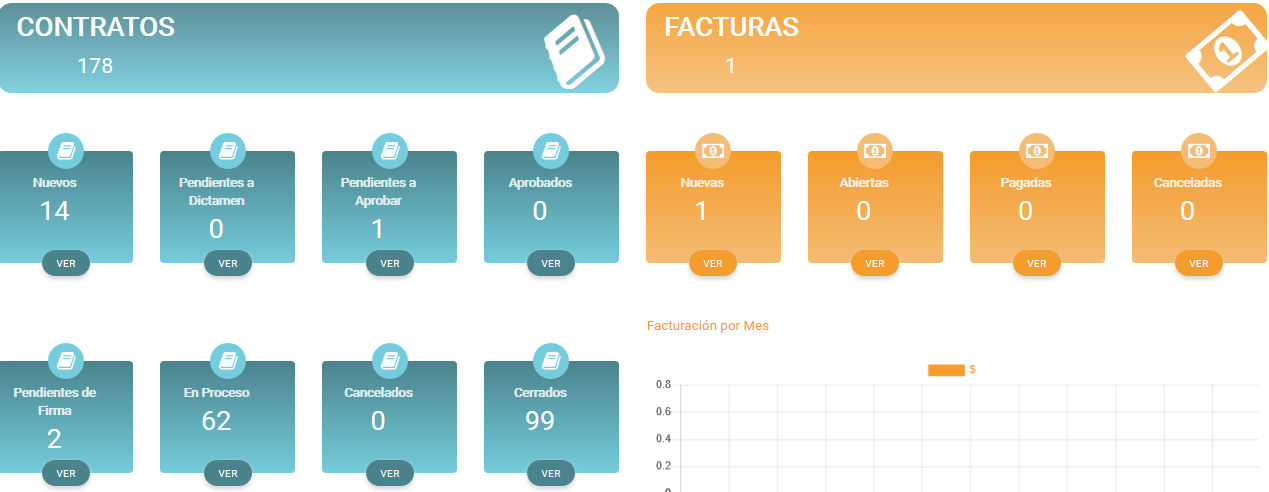 CONTRATOS
178
FACTURAS
1
Nuevos
14
VER
Pendientes a
Dictamen
0
VER
Pendientes a
Aprobar
1
VER
Aprobados
0
VER
Nuevas
1
VER
Abiertas
0
VER
Pagadas
0
VER
Canceladas
0
VER
Pendientes de
Firma
2
VER
En Proceso
62
VER
Cancelados
0
VER
Cerrados
99
VER
Facturación por Mes
$
0.8
0.6
0.4
0.2
0